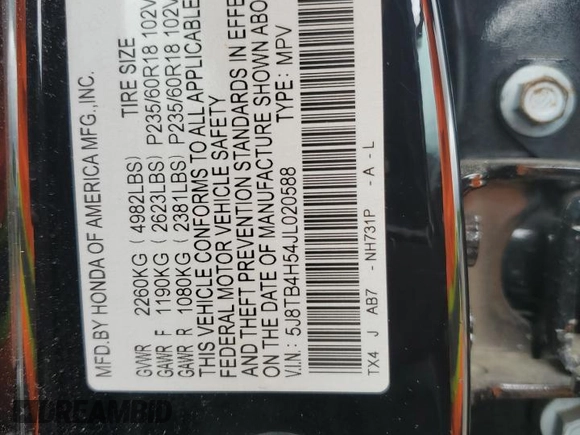 MFD.BY HONDA OF AMERICA MFG.,INC.
TIRE SIZE
GVWR 2260KG ( 4982LBS)
GAWR F 1190KG ( 2623LBS) P235/60R18 102V
GAWR R 1080KG ( 2381LBS) P235/60R18 102V
THIS VEHICLE CONFORMS TO ALL APPLICABLE
FEDERAL MOTOR VEHICLE SAFETY
AND THEFT PREVENTION STANDARDS IN EFFE
ON THE DATE OF MANUFACTURE SHOWN ABO
V.I.N: 5J8TB4H54JL020588 TYPE: MPV
TX4 J AB7 - NH731P - A - L
DREAMBID